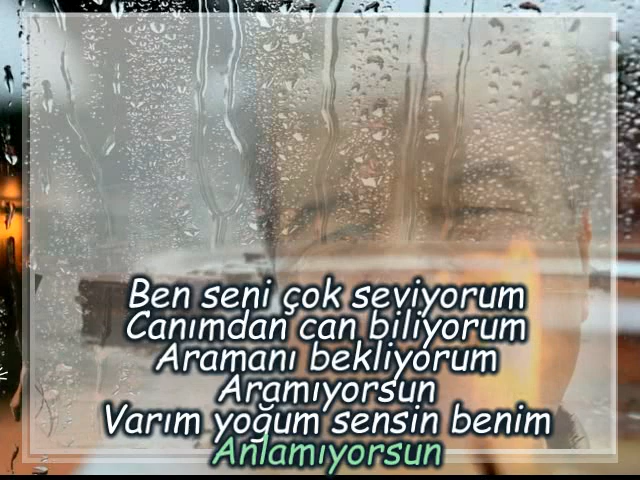 Ben seni çok seviyorum
Canımdan can biliyorum
Aramanı bekliyorum
Aramıyorsun
Varım yoğum sensin benim
Anlamıyorsun